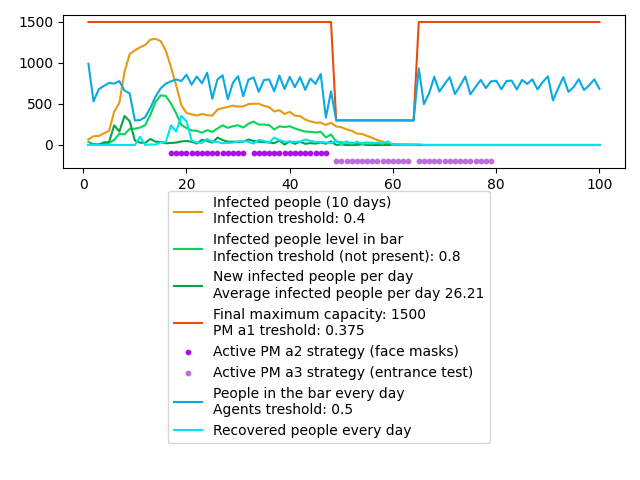 1500
1000
500
0
0 20 40 60 80 100
Infected people (10 days)
Infection treshold: 0.4
Infected people level in bar
Infection treshold (not present): 0.8
New infected people per day
Average infected people per day 26.21
Final maximum capacity: 1500
PM a1 treshold: 0.375
Active PM a2 strategy (face masks)
Active PM a3 strategy (entrance test)
People in the bar every day
Agents treshold: 0.5
Recovered people every day